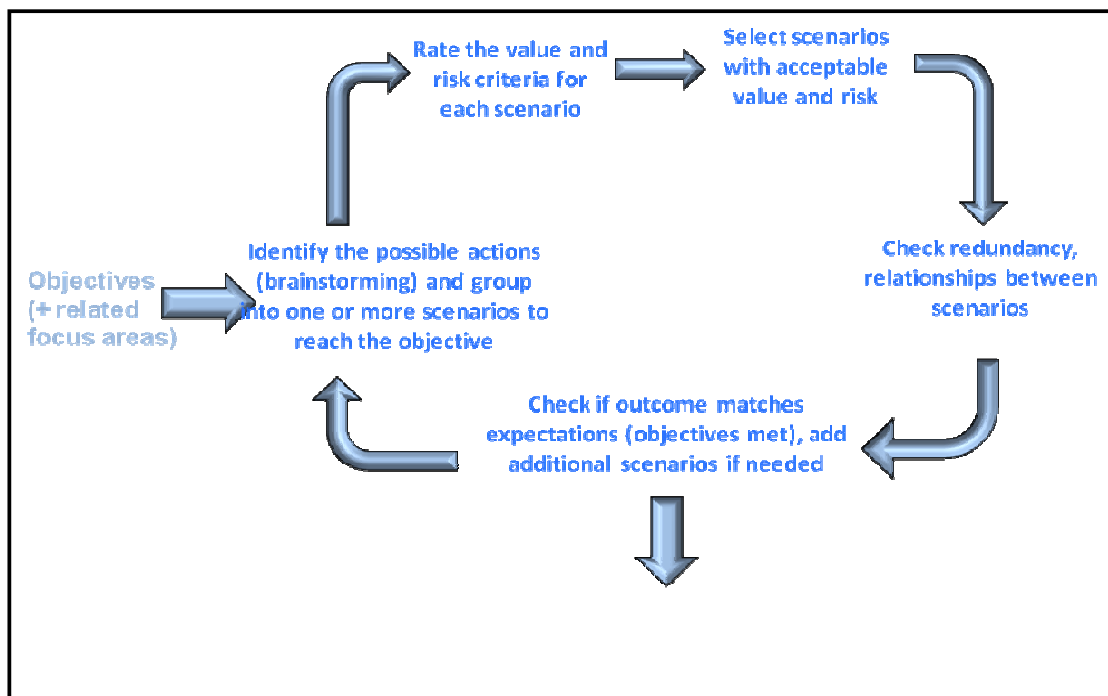 Rate the value and
risk criteria for
each scenario
Select scenarios
with acceptable
value and risk
Check redundancy,
relationships between
scenarios
Objectives
(+ related
focus areas)
Identify the possible actions
(brainstorming) and group
into one or more scenarios to
reach the objective
Check if outcome matches
expectations (objectives met), add
additional scenarios if needed